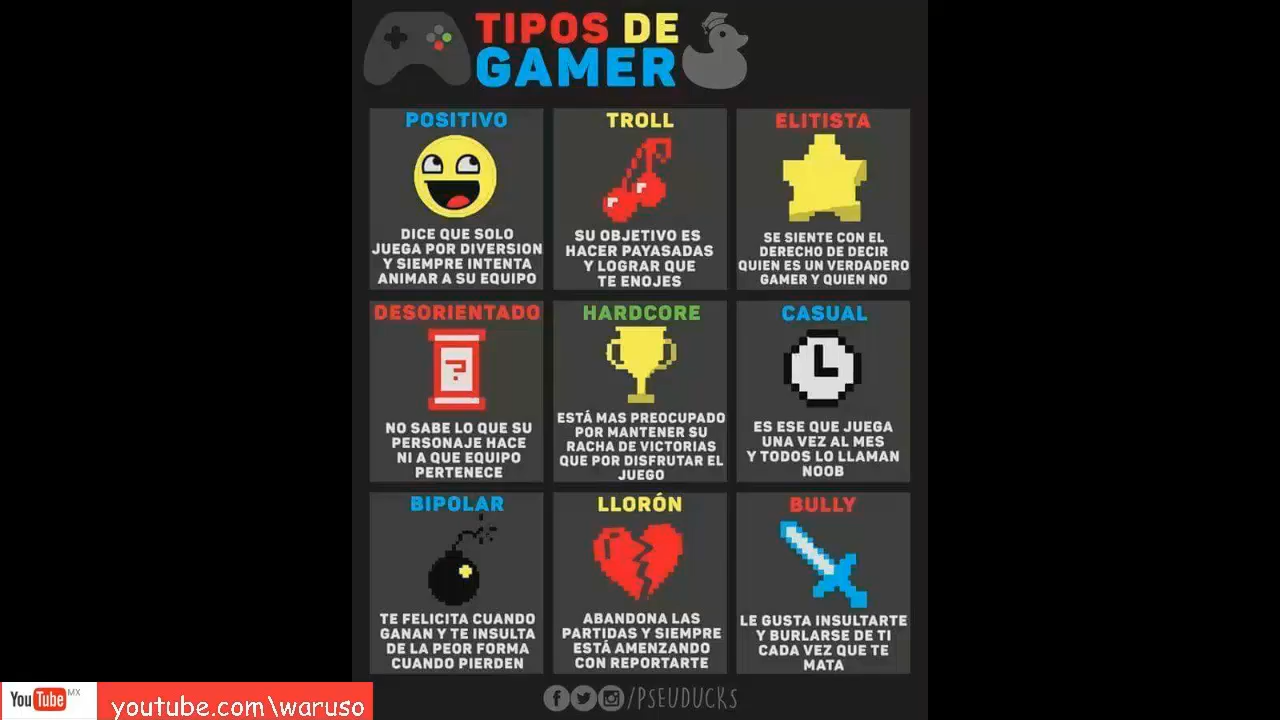 TIPOS DE
GAMER
POSITIVO
DICE QUE SOLO
JUEGA POR DIVERSION
Y SIEMPRE INTENTA
ANIMAR A SU EQUIPO
TROLL
SU OBJETIVO ES
HACER PAYASADAS
Y LOGRAR QUE
TE ENOJES
ELITISTA
SE SIENTE CON EL
DERECHO DE DECIR
QUIEN ES UN VERDADERO
GAMER Y QUIEN NO
DESORIENTADO
?
NO SABE LO QUE SU
PERSONAJE HACE
NI A QUE EQUIPO
PERTENECE
HARDCORE
ESTÁ MAS PREOCUPADO
POR MANTENER SU
RACHA DE VICTORIAS
QUE POR DISFRUTAR EL
JUEGO
CASUAL
ES ESE QUE JUEGA
UNA VEZ AL MES
Y TODOS LO LLAMAN
NOOB
BIPOLAR
TE FELICITA CUANDO
GANAN Y TE INSULTA
DE LA PEOR FORMA
CUANDO PIERDEN
LLORÓN
ABANDONA LAS
PARTIDAS Y SIEMPRE
ESTÁ AMENZANDO
CON REPORTARTE
BULLY
LE GUSTA INSULTARTE
Y BURLARSE DE TI
CADA VEZ QUE TE
MATA
/PSEUDUCKS
YouTube MX
youtube.com\waruso